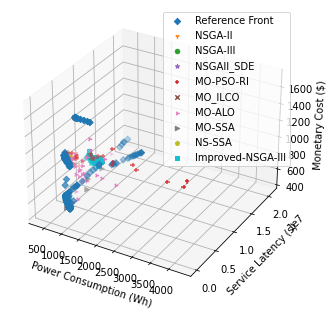 Reference Front
NSGA-II
NSGA-III
NSGAII_SDE
MO-PSO-RI
MO_ILCO
MO-ALO
MO-SSA
NS-SSA
Improved-NSGA-III
1600
1400
1200
1000
800
600
400
Monetary Cost ($)
500
1000
1500
2000
2500
3000
3500
4000
Power Consumption (Wh)
0.0
0.5
1.0
1.5
2.0
Service Latency (s)